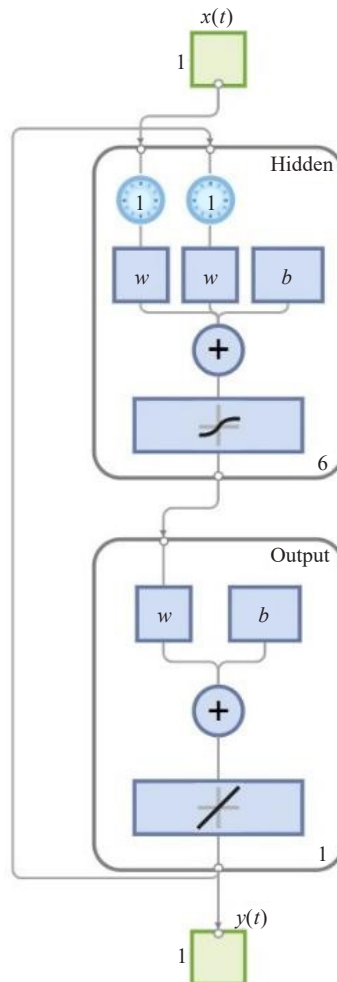 x(t)
1
Hidden
1 1
w w b
+
6
Output
w b
+
1
y(t)
1